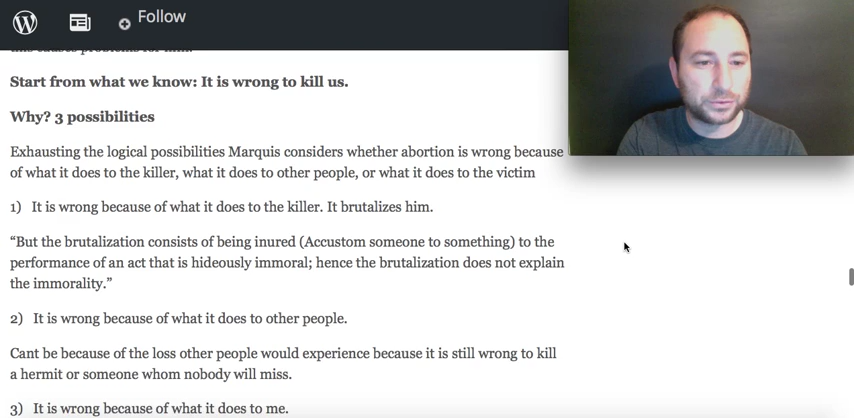 Follow
this causes problems for him.
Start from what we know: It is wrong to kill us.
Why? 3 possibilities
Exhausting the logical possibilities Marquis considers whether abortion is wrong because
of what it does to the killer, what it does to other people, or what it does to the victim
1) It is wrong because of what it does to the killer. It brutalizes him.
“But the brutalization consists of being inured (Accustom someone to something) to the
performance of an act that is hideously immoral; hence the brutalization does not explain
the immorality.”
2) It is wrong because of what it does to other people.
Cant be because of the loss other people would experience because it is still wrong to kill
a hermit or someone whom nobody will miss.
3) It is wrong because of what it does to me.